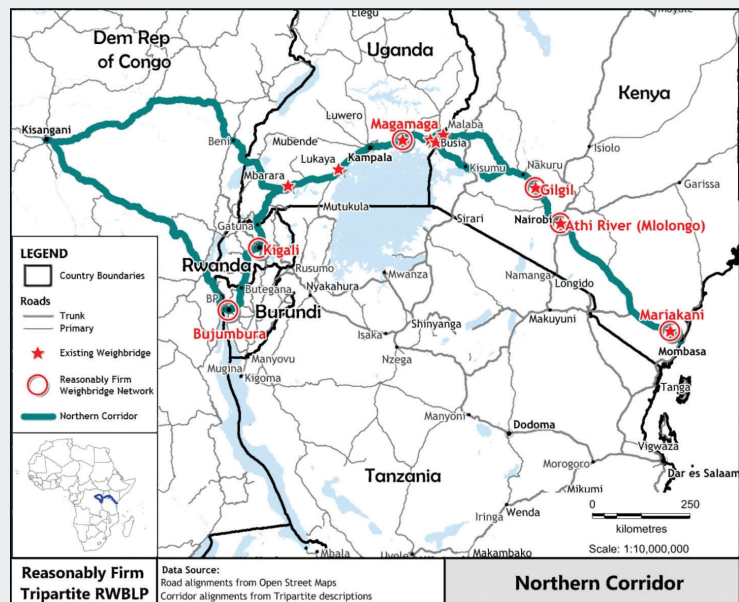 Elegu
Moyale
Dem Rep
of Congo
Uganda
Kenya
Luwero
Magamaga
Malaba
Busia
Kisangani
Beni
Mubende
Kampala
Lukaya
Mbarara
Kisumu
Nakuru
Isiolo
Garissa
Gilgil
Mutukula
Nairobi
Athi River (Mlolongo)
Gatuna
Sirari
Kigali
Rwanda
Rusumo
Mwanza
Namanga
Longido
Butegana
Nyakahura
BP
Burundi
Bujumbura
Shinyanga
Makuyuni
Mariakani
Mombasa
Isaka
Nzega
Manyovu
Mugina
Kigoma
Tanga
Manyoni
Dodoma
Vigwaza
Morogoro
Dar es Salaam
Tanzania
Mikumi
Iringa
Wenda
Mbala
Uyole
Makambako
LEGEND
Country Boundaries
Roads
Trunk
Primary
Existing Weighbridge
Reasonably Firm
Weighbridge Network
Northern Corridor
0 250
kilometres
Scale: 1:10,000,000
Reasonably Firm
Tripartite RWBLP
Data Source:
Road alignments from Open Street Maps
Corridor alignments from Tripartite descriptions
Northern Corridor